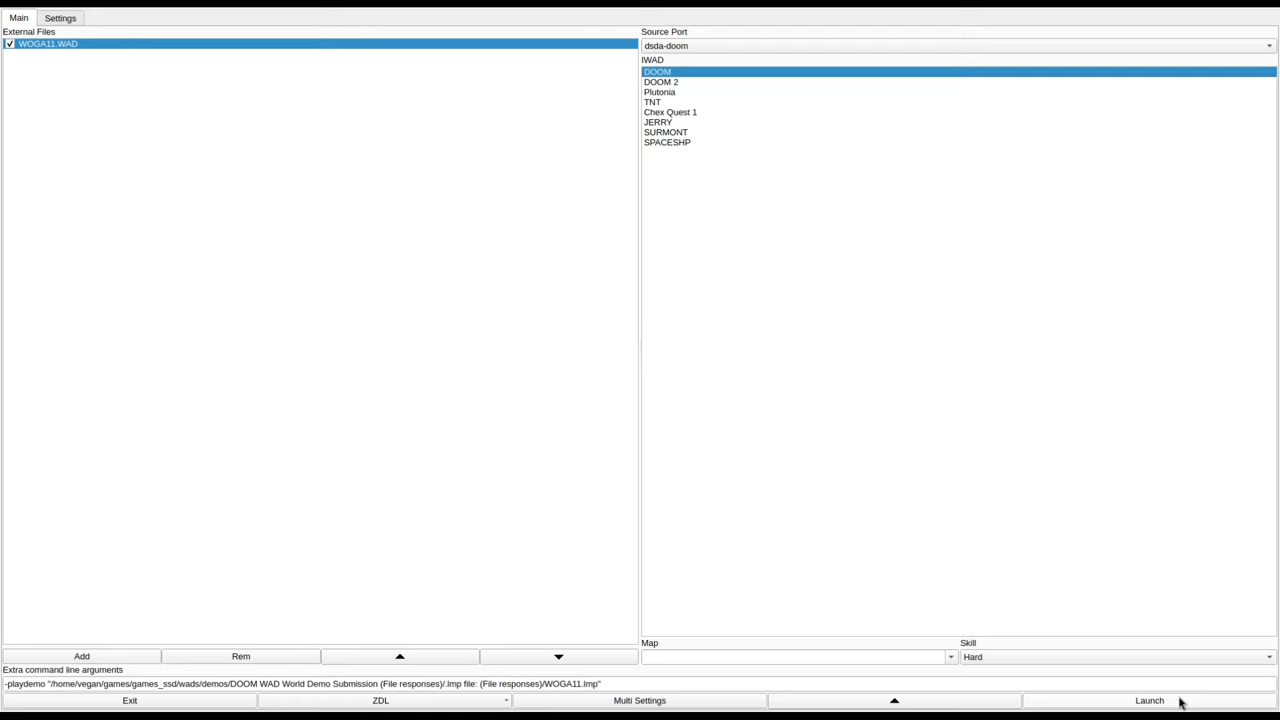 Main
Settings
External Files
WOGA11.WAD
Source Port
dsda-doom
IWAD
DOOM
DOOM 2
Plutonia
TNT
Chex Quest 1
JERRY
SURMONT
SPACESHP
Map
Skill
Hard
Add
Rem
Extra command line arguments
-playdemo "/home/vegan/games/games_ssd/wads/demos/DOOM WAD World Demo Submission (File responses)/.lmp file: (File responses)/WOGA11.lmp"
Exit
ZDL
Multi Settings
Launch